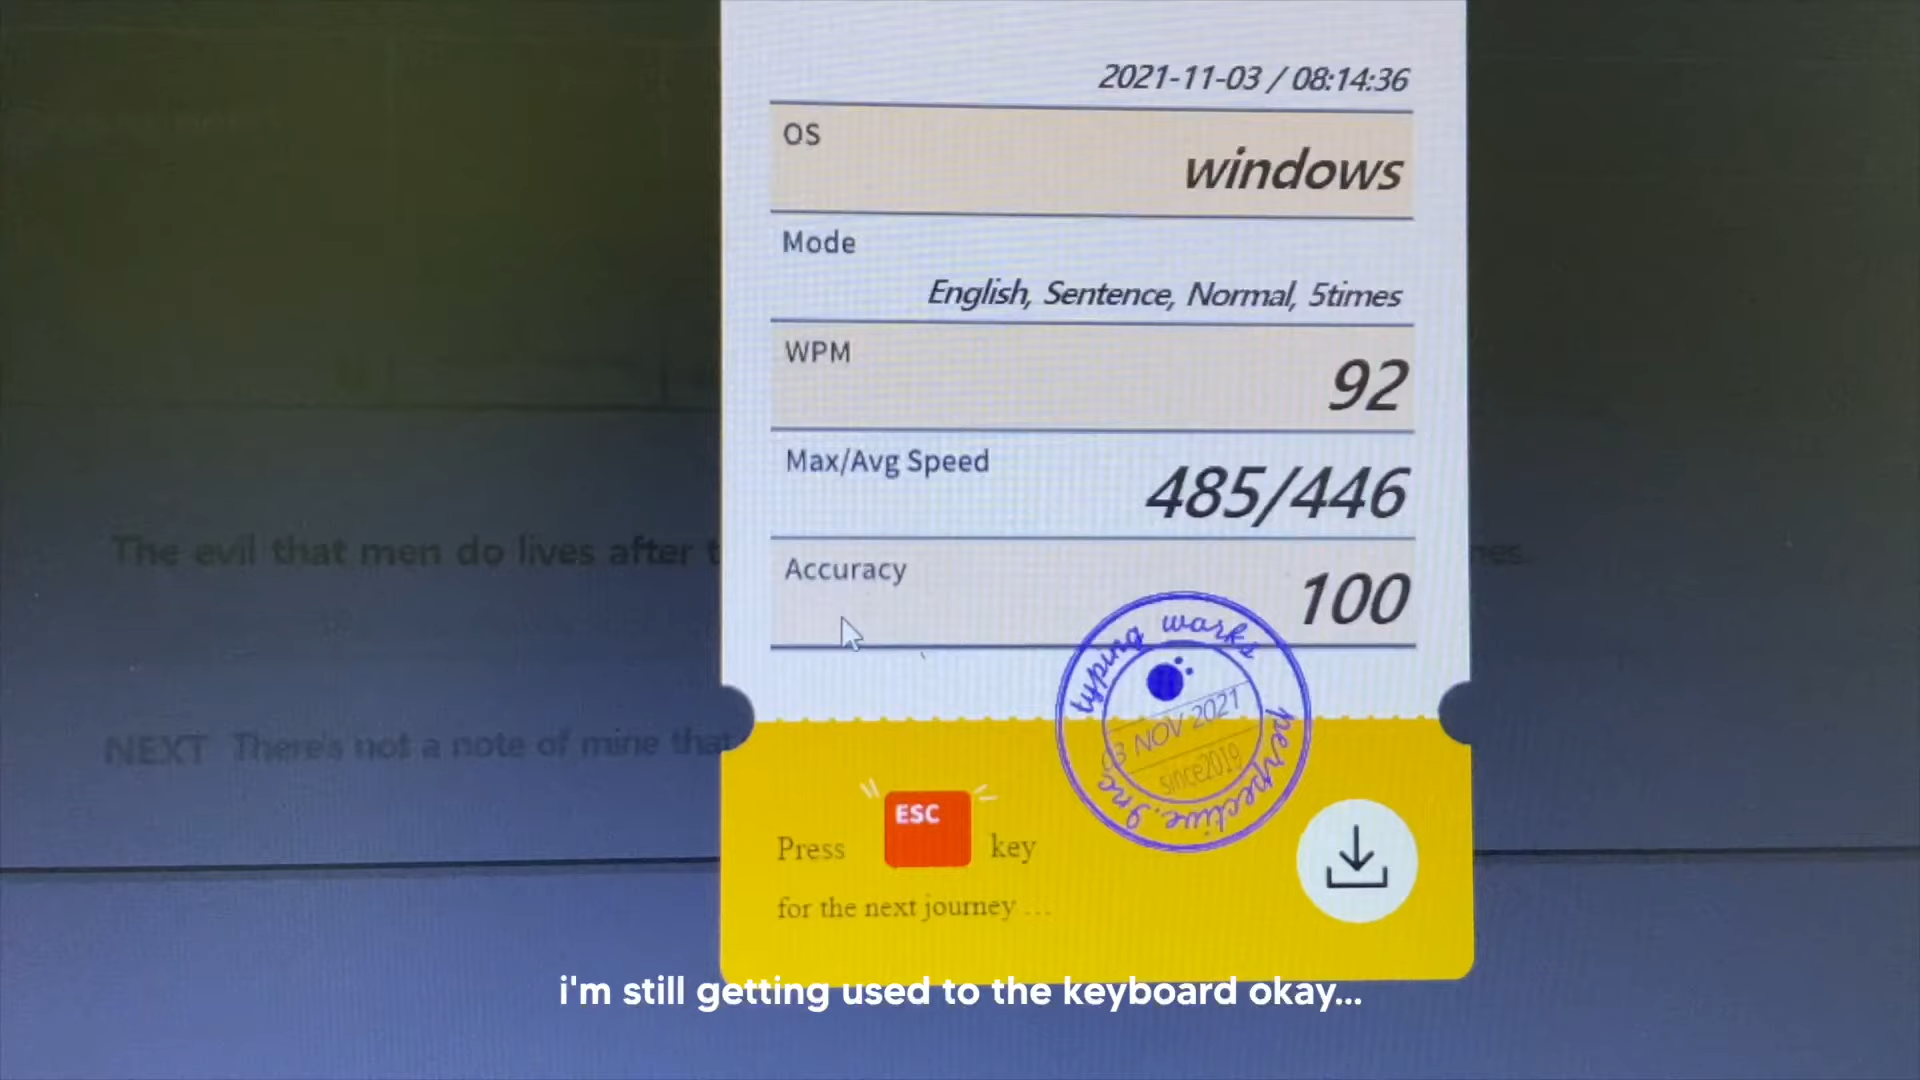 2021-11-03 / 08:14:36
OS
windows
Mode
English, Sentence, Normal, 5times
WPM
92
Max/Avg Speed
485/446
Accuracy
100
The evil that men do lives after
NEXT There's not a note of mine that
typing works
03 NOV 2021
since2019
Press ESC key
for the next journey ...
i'm still getting used to the keyboard okay...